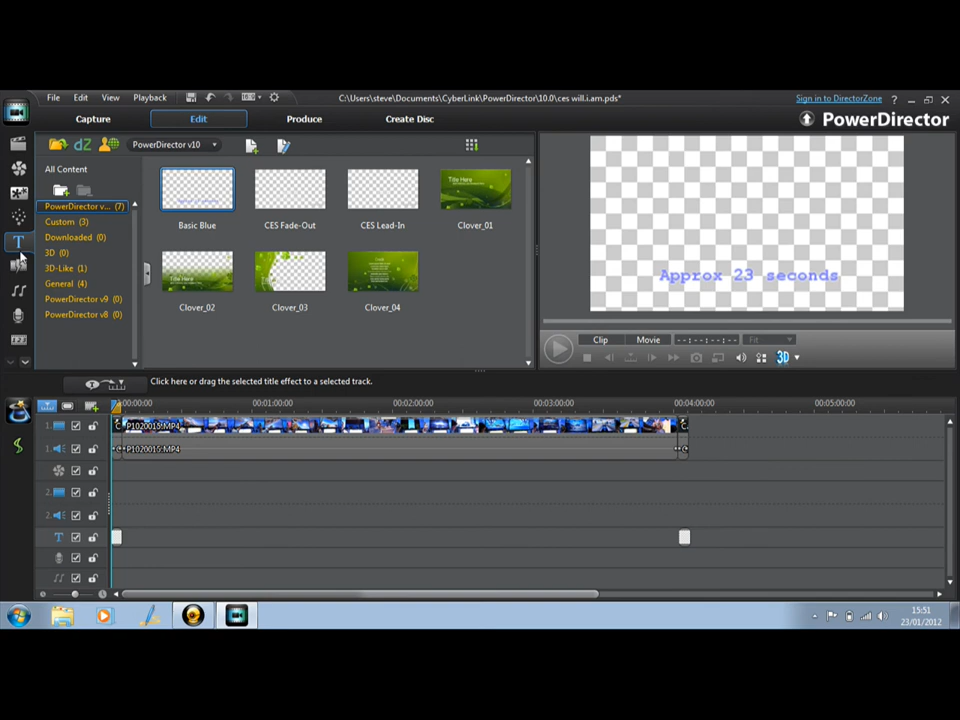 File Edit View Playback
C:\Users\steve\Documents\CyberLink\PowerDirector\10.0\ces will.i.am.pds*
Sign in to DirectorZone ?
Capture Edit Produce Create Disc
PowerDirector
dZ PowerDirector v10
All Content
PowerDirector v... (7)
Custom (3)
Downloaded (0)
3D (0)
3D-Like (1)
General (4)
PowerDirector v9 (0)
PowerDirector v8 (0)
Title Here
Basic Blue CES Fade-Out CES Lead-In Clover_01
Title Here
Clover_02 Clover_03 Clover_04
Approx 23 seconds
Clip Movie --:--:--:-- Fit
3D
Click here or drag the selected title effect to a selected track.
00:00:00 00:01:00:00 00:02:00:00 00:03:00:00 00:04:00:00 00:05:00:00
1. P1020015.MP4
1. P1020015.MP4
2.
2.
T
15:51
23/01/2012